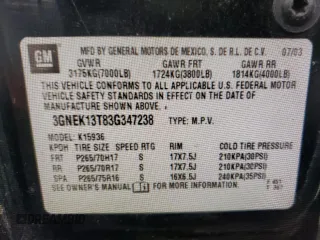 GM
MFD BY GENERAL MOTORS DE MEXICO, S. DE R.L. DE C.V. 07/03
GVWR GAWR FRT GAWR RR
3175KG(7000LB) 1724KG(3800LB) 1814KG(4000LB)
THIS VEHICLE CONFORMS TO ALL APPLICABLE U.S. FEDERAL MOTOR
VEHICLE SAFETY STANDARDS IN EFFECT ON THE DATE OF
MANUFACTURE SHOWN ABOVE.
3GNEK13T83G347238 TYPE: M.P.V.
MODEL: K15936
TIRE SIZE SPEED RTG RIM COLD TIRE PRESSURE
FRT P265/70H17 S 17X7.5J 210KPA(30PSI)
RR P265/70R17 S 17X7.5J 210KPA(30PSI)
SPA P265/75R16 S 16X6.5J 240KPA(35PSI)
SEE OWNER'S MANUAL FOR ADDITIONAL INFORMATION